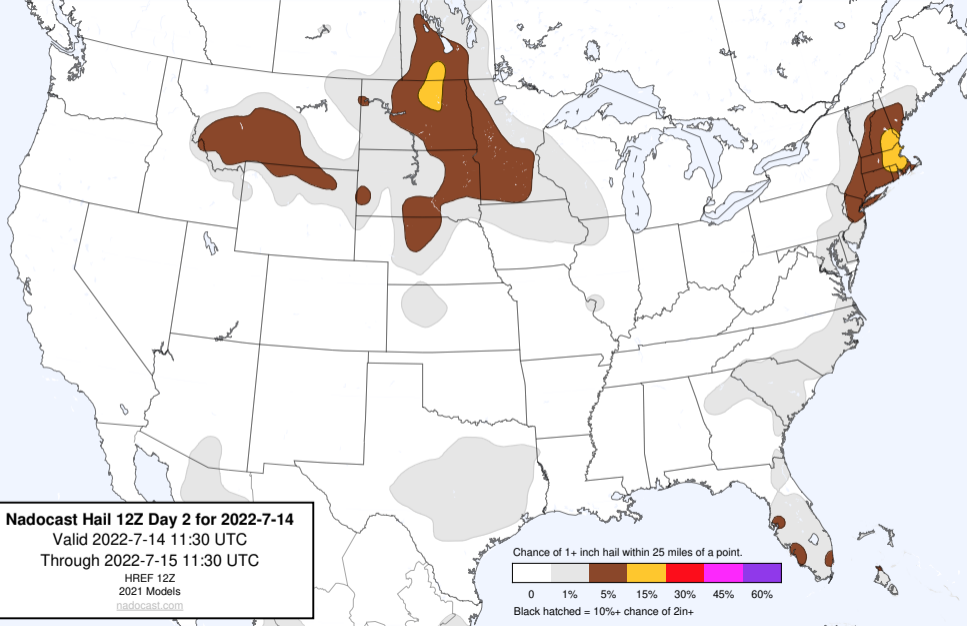 Nadocast Hail 12Z Day 2 for 2022-7-14
Valid 2022-7-14 11:30 UTC
Through 2022-7-15 11:30 UTC
HREF 12Z
2021 Models
nadocast.com
Chance of 1+ inch hail within 25 miles of a point.
0 1% 5% 15% 30% 45% 60%
Black hatched = 10%+ chance of 2in+